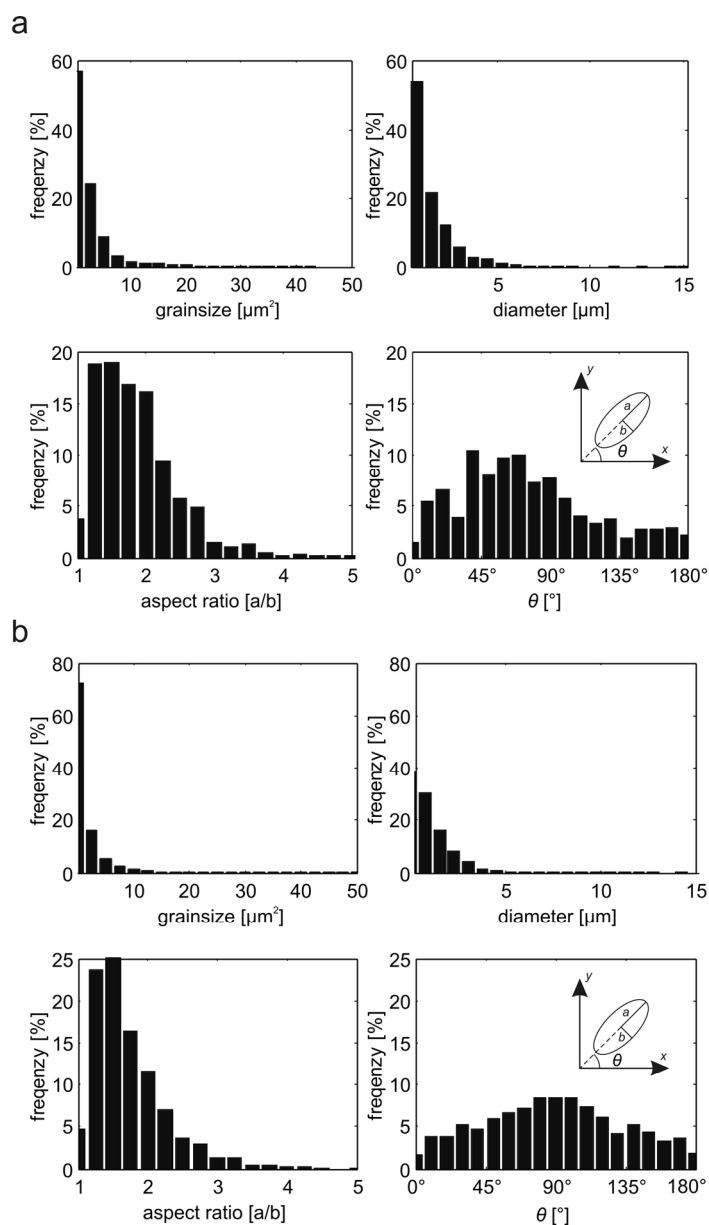 a
freqenzy [%]
60
40
20
0
10
20
30
40
50
grainsize [µm²]
freqenzy [%]
60
40
20
0
5
10
15
diameter [µm]
freqenzy [%]
20
15
10
5
0
1
2
3
4
5
aspect ratio [a/b]
freqenzy [%]
20
15
10
5
0
0°
45°
90°
135°
180°
θ [°]
y
a
b
θ
x
b
freqenzy [%]
80
60
40
20
0
10
20
30
40
50
grainsize [µm²]
freqenzy [%]
80
60
40
20
0
5
10
15
diameter [µm]
freqenzy [%]
25
20
15
10
5
0
1
2
3
4
5
aspect ratio [a/b]
freqenzy [%]
25
20
15
10
5
0
0°
45°
90°
135°
180°
θ [°]
y
a
b
θ
x